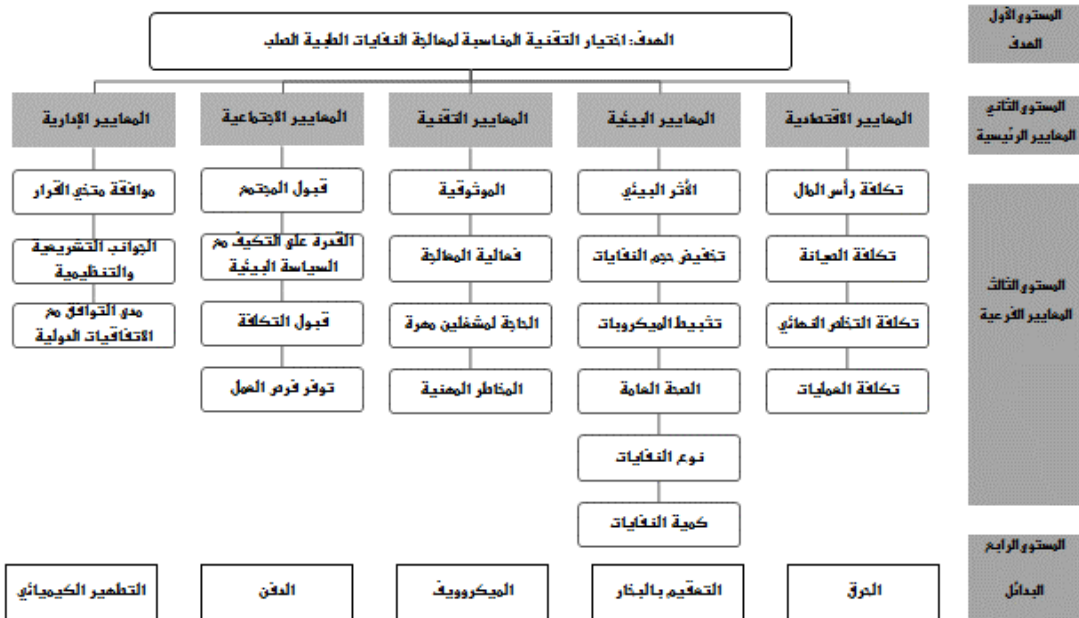 المستوى الأول
الهدف
الهدف: اختيار التقنية المناسبة لمعالجة النفايات الطبية الصلب
المستوى الثاني
المعايير الرئيسية
المعايير الاقتصادية
المعايير البيئية
المعايير التقنية
المعايير الاجتماعية
المعايير الإدارية
المستوى الثالث
المعايير الفرعية
تكلفة رأس المال
تكلفة الصيانة
تكلفة التخلص النهائي
تكلفة العمليات
الأثر البيئي
تخفيض حجم النفايات
تثبيط الميكروبات
الصحة العامة
نوع النفايات
كمية النفايات
الموثوقية
فعالية المعالجة
الحاجة لمشغلين مهرة
المخاطر المهنية
قبول المجتمع
القدرة على التكيف مع
السياسة البيئية
قبول التكلفة
توفر فرص العمل
موافقة متخي القرار
الجوانب التشريعية
والتنظيمية
مدى التوافق مع
الاتفاقيات الدولية
المستوى الرابع
البدائل
الحرق
التعقيم بالبخار
الميكروويف
الدفن
التطهير الكيميائي